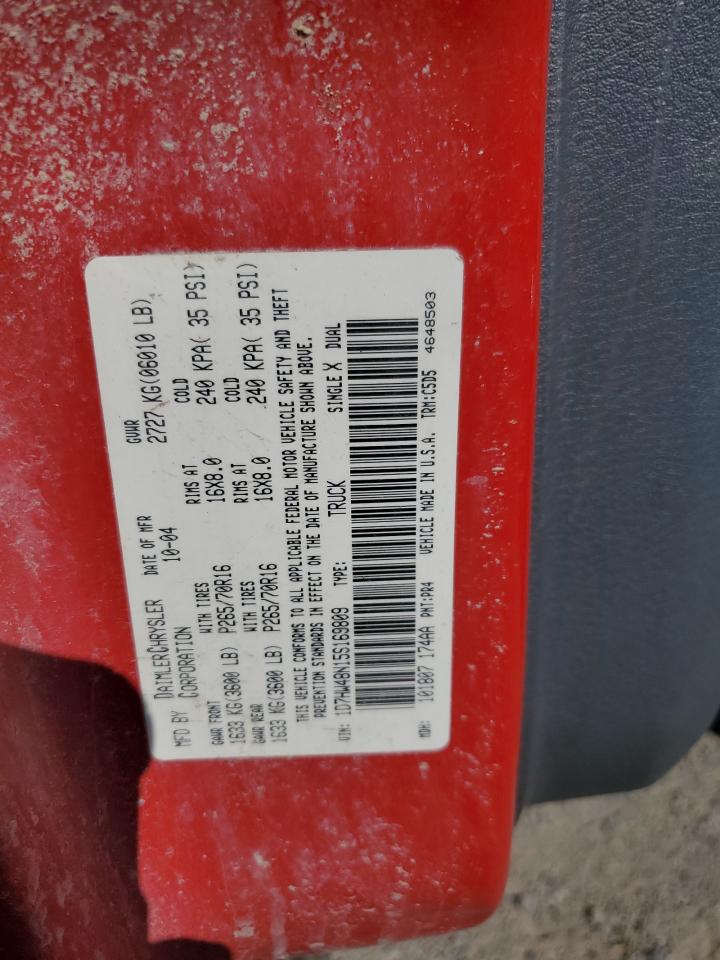 MFD BY DAIMLERCHRYSLER CORPORATION DATE OF MFR 10-04 GVWR 2727 KG(06010 LB)
GAWR FRONT WITH TIRES RIMS AT COLD
1633 KG(3600 LB) P265/70R16 16X8.0 240 KPA( 35 PSI)
GAWR REAR WITH TIRES RIMS AT COLD
1633 KG(3600 LB) P265/70R16 16X8.0 240 KPA( 35 PSI)
THIS VEHICLE CONFORMS TO ALL APPLICABLE FEDERAL MOTOR VEHICLE SAFETY AND THEFT
PREVENTION STANDARDS IN EFFECT ON THE DATE OF MANUFACTURE SHOWN ABOVE.
VIN: 1D7HW48N15S169809 TYPE: TRUCK SINGLE X DUAL
MDH: 101807 174AA PNT:PR4 VEHICLE MADE IN U.S.A. TRM:C5D5 4648503